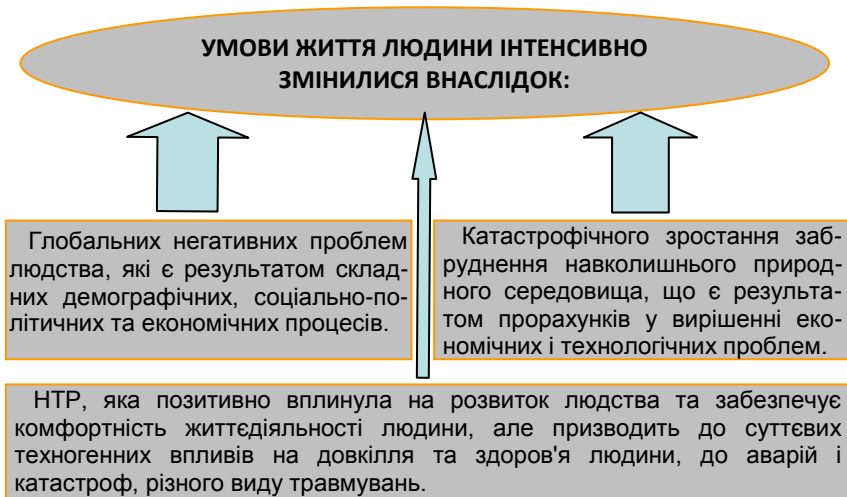 УМОВИ ЖИТТЯ ЛЮДИНИ ІНТЕНСИВНО
ЗМІНИЛИСЯ ВНАСЛІДОК:
Глобальних негативних проблем
людства, які є результатом склад-
них демографічних, соціально-по-
літичних та економічних процесів.
Катастрофічного зростання заб-
руднення навколишнього природ-
ного середовища, що є результа-
том прорахунків у вирішенні еко-
номічних і технологічних проблем.
НТР, яка позитивно вплинула на розвиток людства та забезпечує
комфортність життєдіяльності людини, але призводить до суттєвих
техногенних впливів на довкілля та здоров'я людини, до аварій і
катастроф, різного виду травмувань.